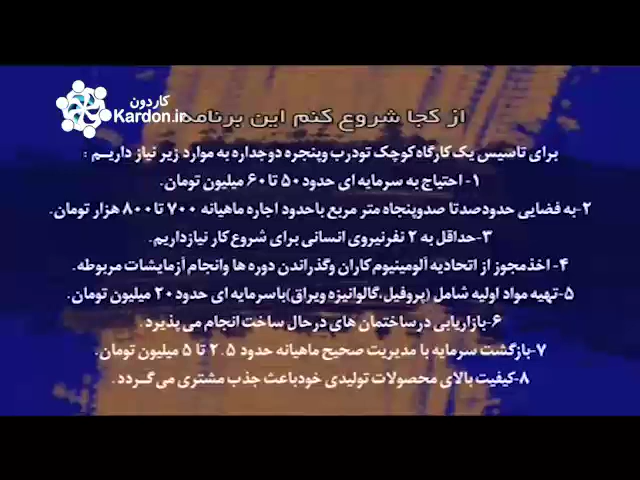 کاردون
Kardon.ir
از کجا شروع کنم این برنامه
برای تاسیس یک کارگاه کوچک تودرب وپنجره دوجداره به موارد زیر نیاز داریم :
۱- احتیاج به سرمایه ای حدود ۵۰ تا ۶۰ میلیون تومان.
۲-به فضایی حدودصدتا صدوپنجاه متر مربع باحدود اجاره ماهیانه ۷۰۰ تا ۸۰۰ هزار تومان.
۳-حداقل به ۲ نفرنیروی انسانی برای شروع کار نیازداریم.
۴- اخذمجوز از اتحادیه آلومینیوم کاران وگذراندن دوره ها وانجام آزمایشات مربوطه.
۵-تهیه مواد اولیه شامل (پروفیل،گالوانیزه ویراق)باسرمایه ای حدود ۲۰ میلیون تومان.
۶-بازاریابی درساختمان های درحال ساخت انجام می پذیرد.
۷-بازگشت سرمایه با مدیریت صحیح ماهیانه حدود ۲.۵ تا ۵ میلیون تومان.
۸-کیفیت بالای محصولات تولیدی خودباعث جذب مشتری می گردد.